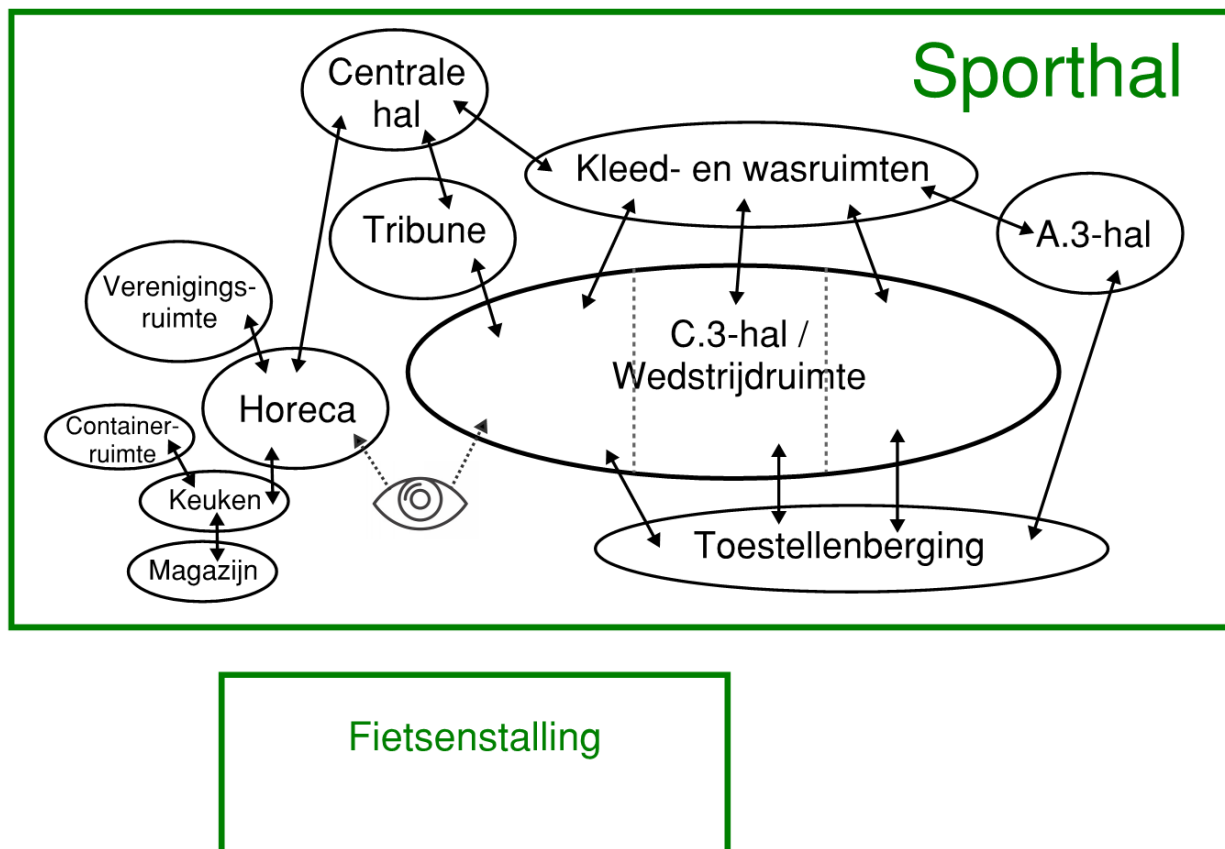 Sporthal
Centrale
hal
Kleed- en wasruimten
Tribune
A.3-hal
Verenigings-
ruimte
C.3-hal /
Wedstrijdruimte
Horeca
Container-
ruimte
Keuken
Toestellenberging
Magazijn
Fietsenstalling